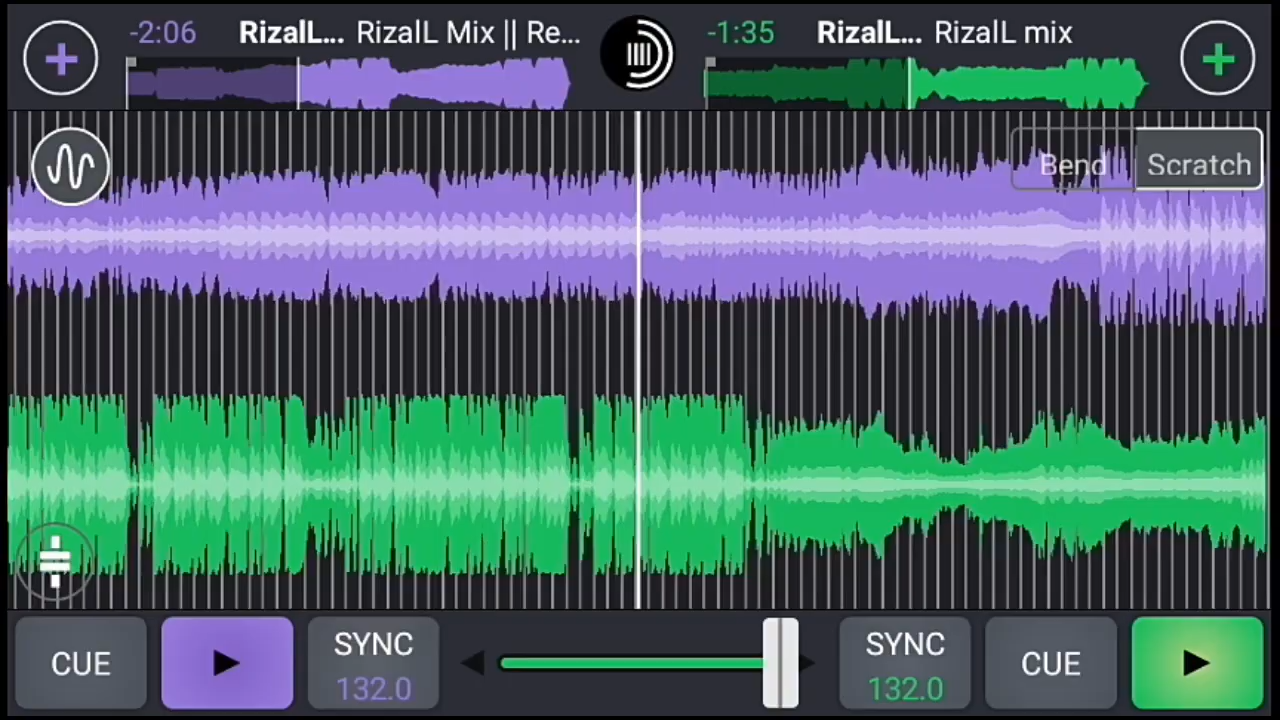 -2:06 RizalL... RizalL Mix || Re...
-1:35 RizalL... RizalL mix
Bend Scratch
CUE
SYNC
132.0
SYNC
132.0
CUE